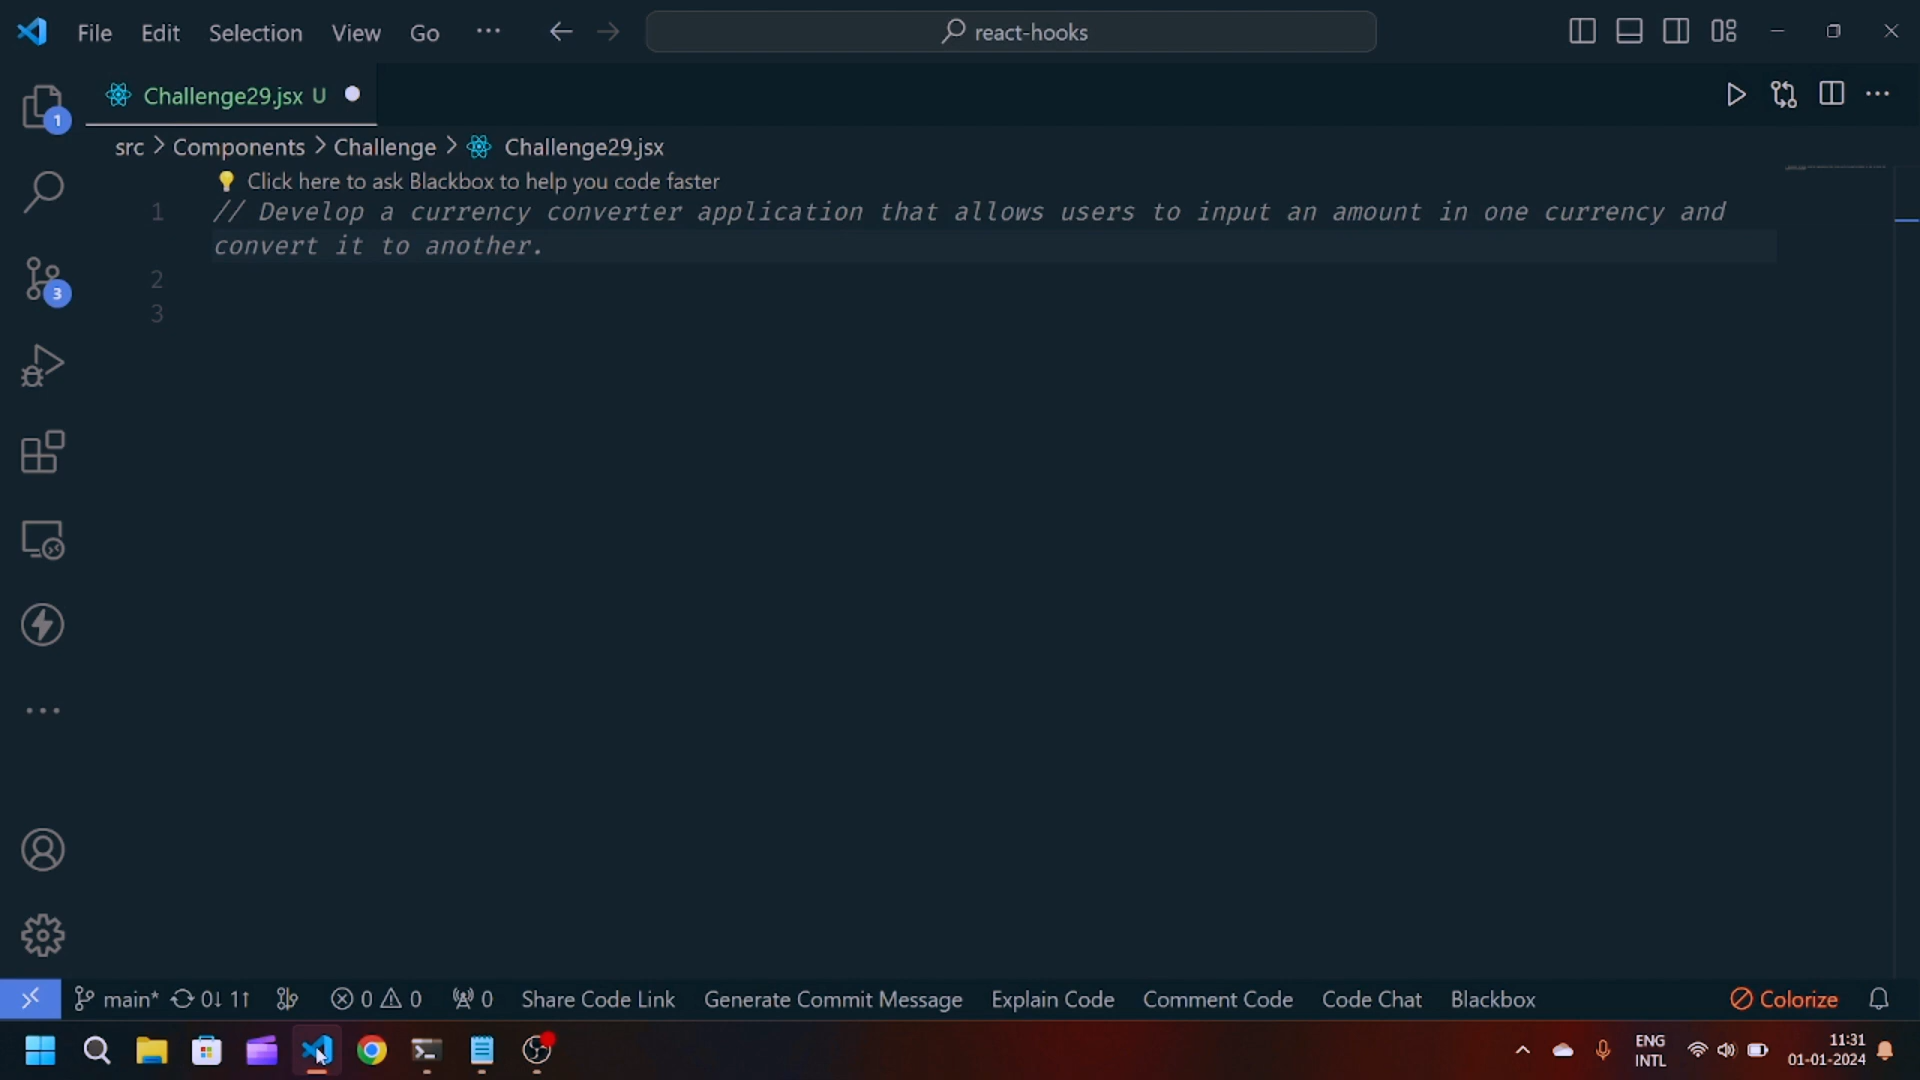 File Edit Selection View Go ··· react-hooks
Challenge29.jsx U
src > Components > Challenge > Challenge29.jsx
Click here to ask Blackbox to help you code faster
1 // Develop a currency converter application that allows users to input an amount in one currency and
convert it to another.
2
3
1
3
main* 0↓ 1↑ 0 0 0 Share Code Link Generate Commit Message Explain Code Comment Code Code Chat Blackbox Colorize
ENG
INTL
11:31
01-01-2024